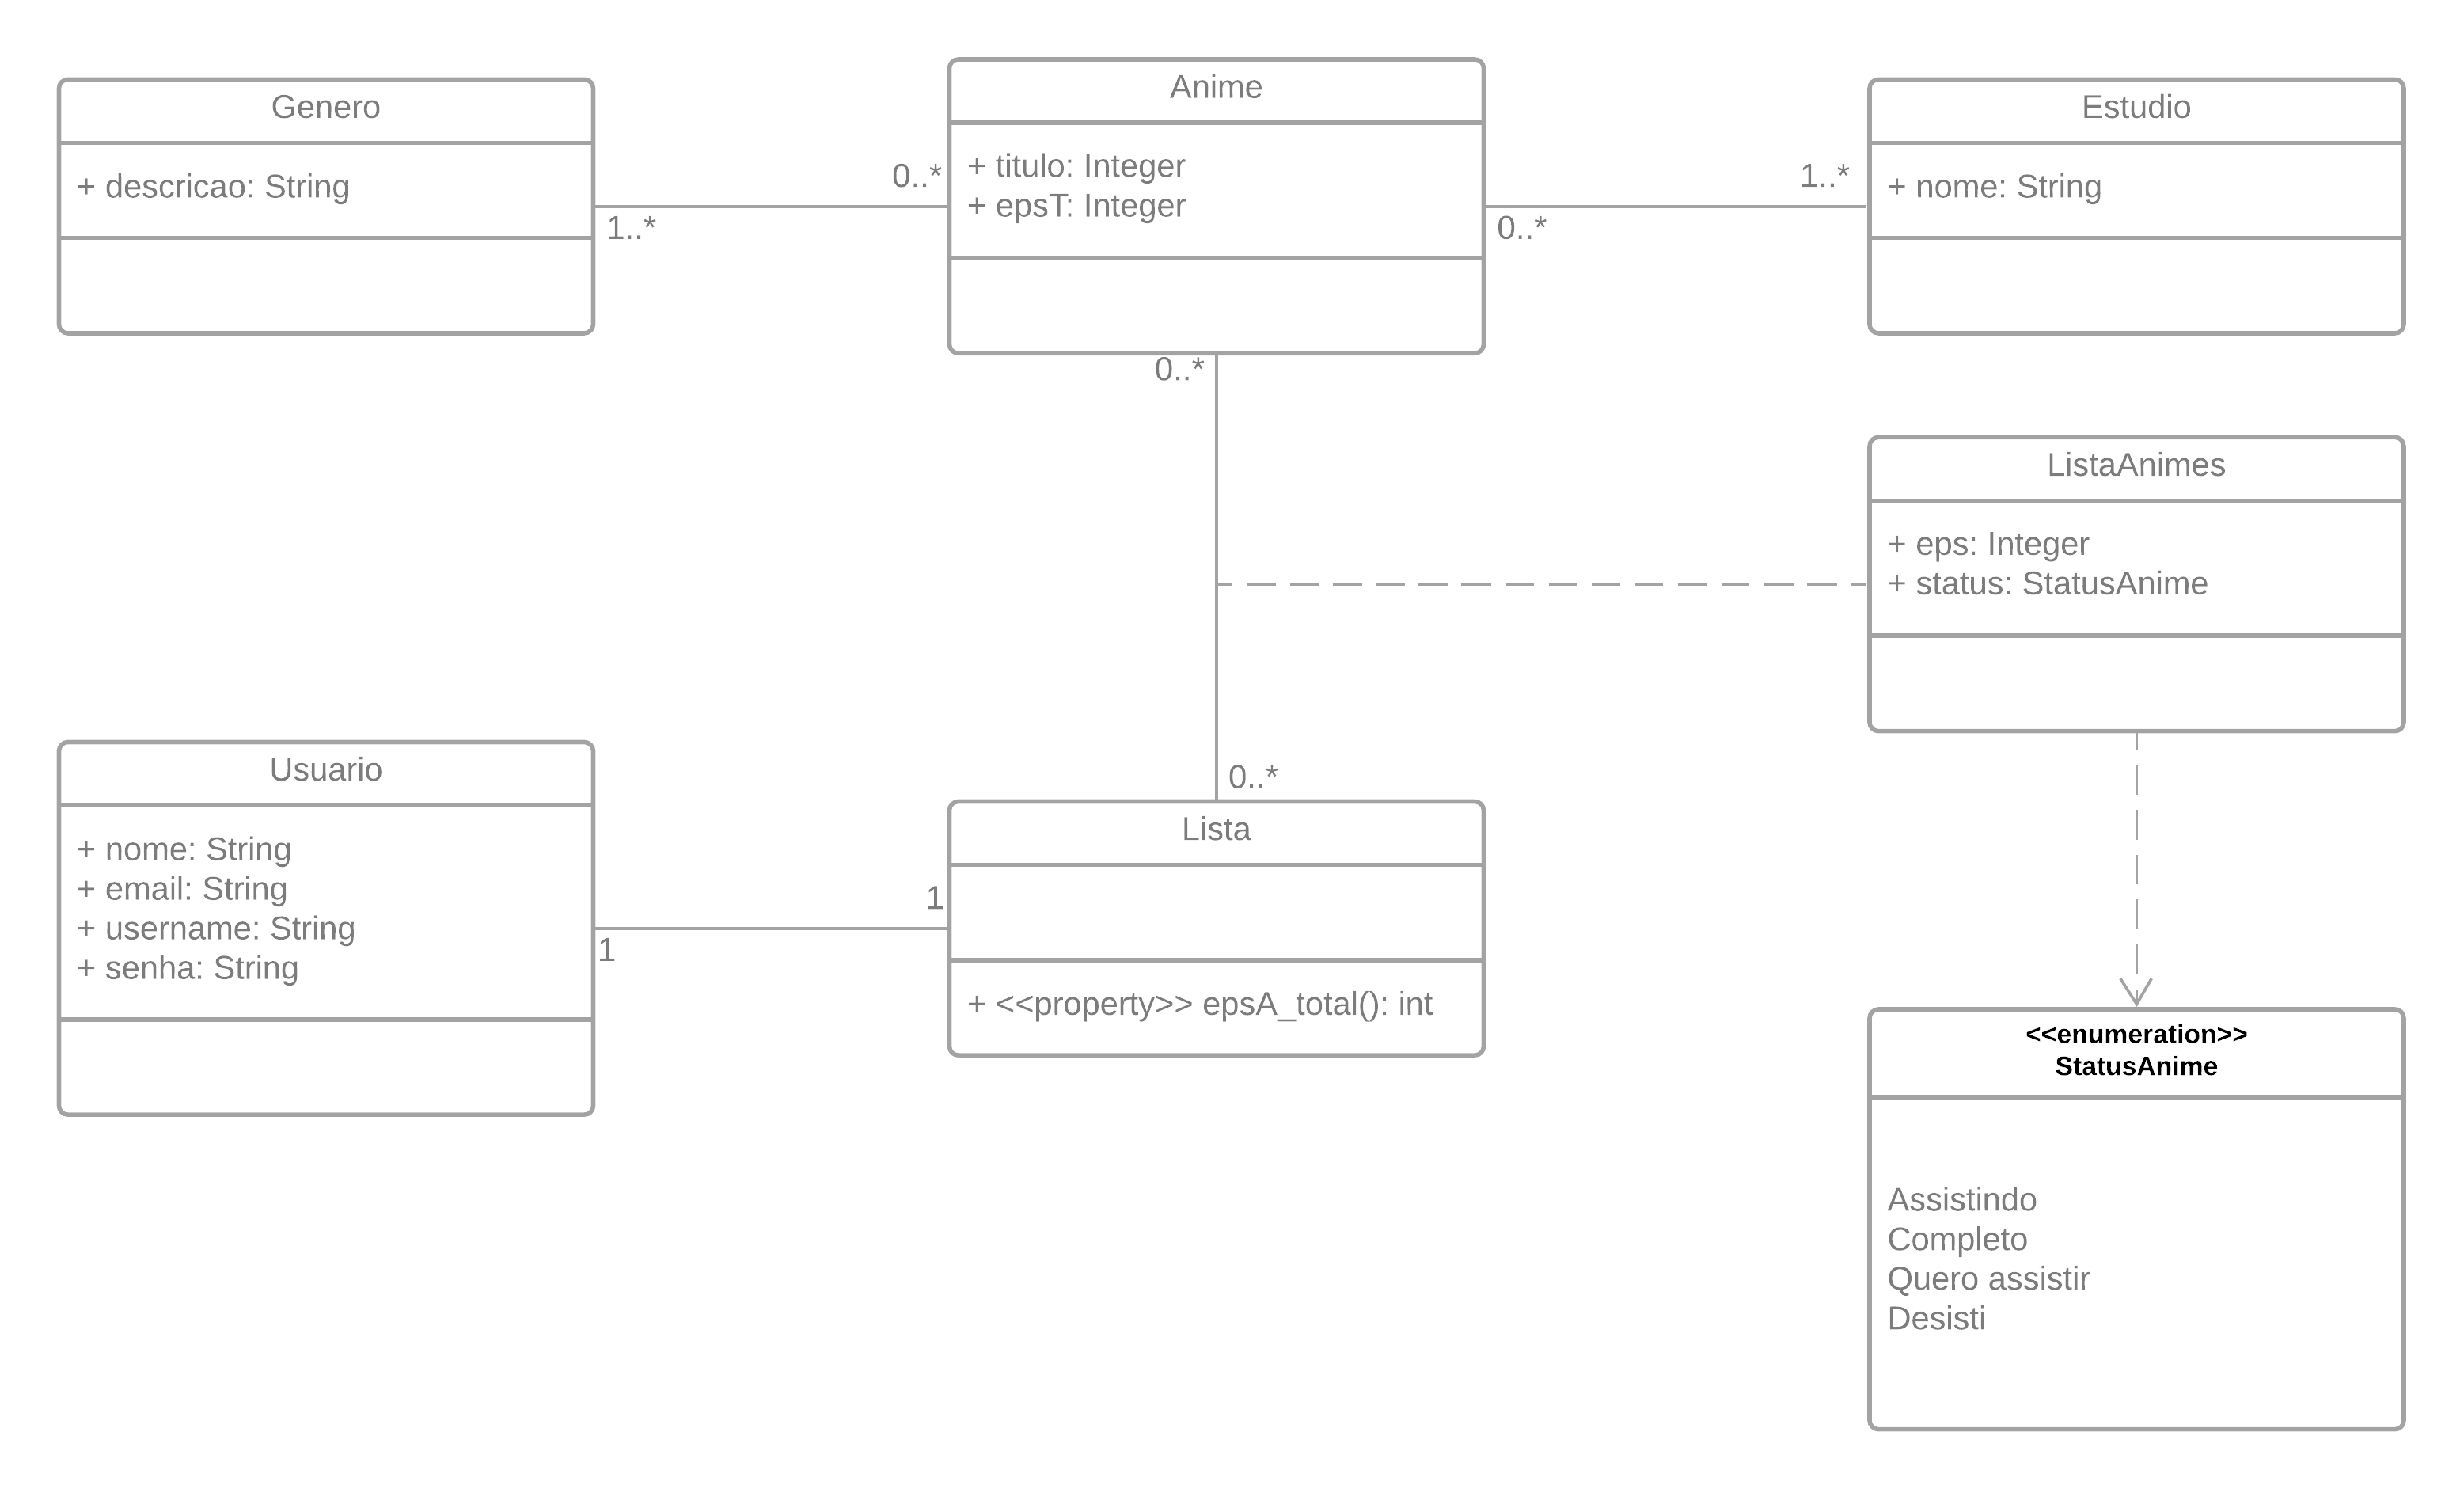 Genero
+ descricao: String
1..*
0..*
Anime
+ titulo: Integer
+ epsT: Integer
0..*
1..*
Estudio
+ nome: String
0..*
ListaAnimes
+ eps: Integer
+ status: StatusAnime
Usuario
+ nome: String
+ email: String
+ username: String
+ senha: String
1
1
0..*
Lista
+ <<property>> epsA_total(): int
<<enumeration>>
StatusAnime
Assistindo
Completo
Quero assistir
Desisti